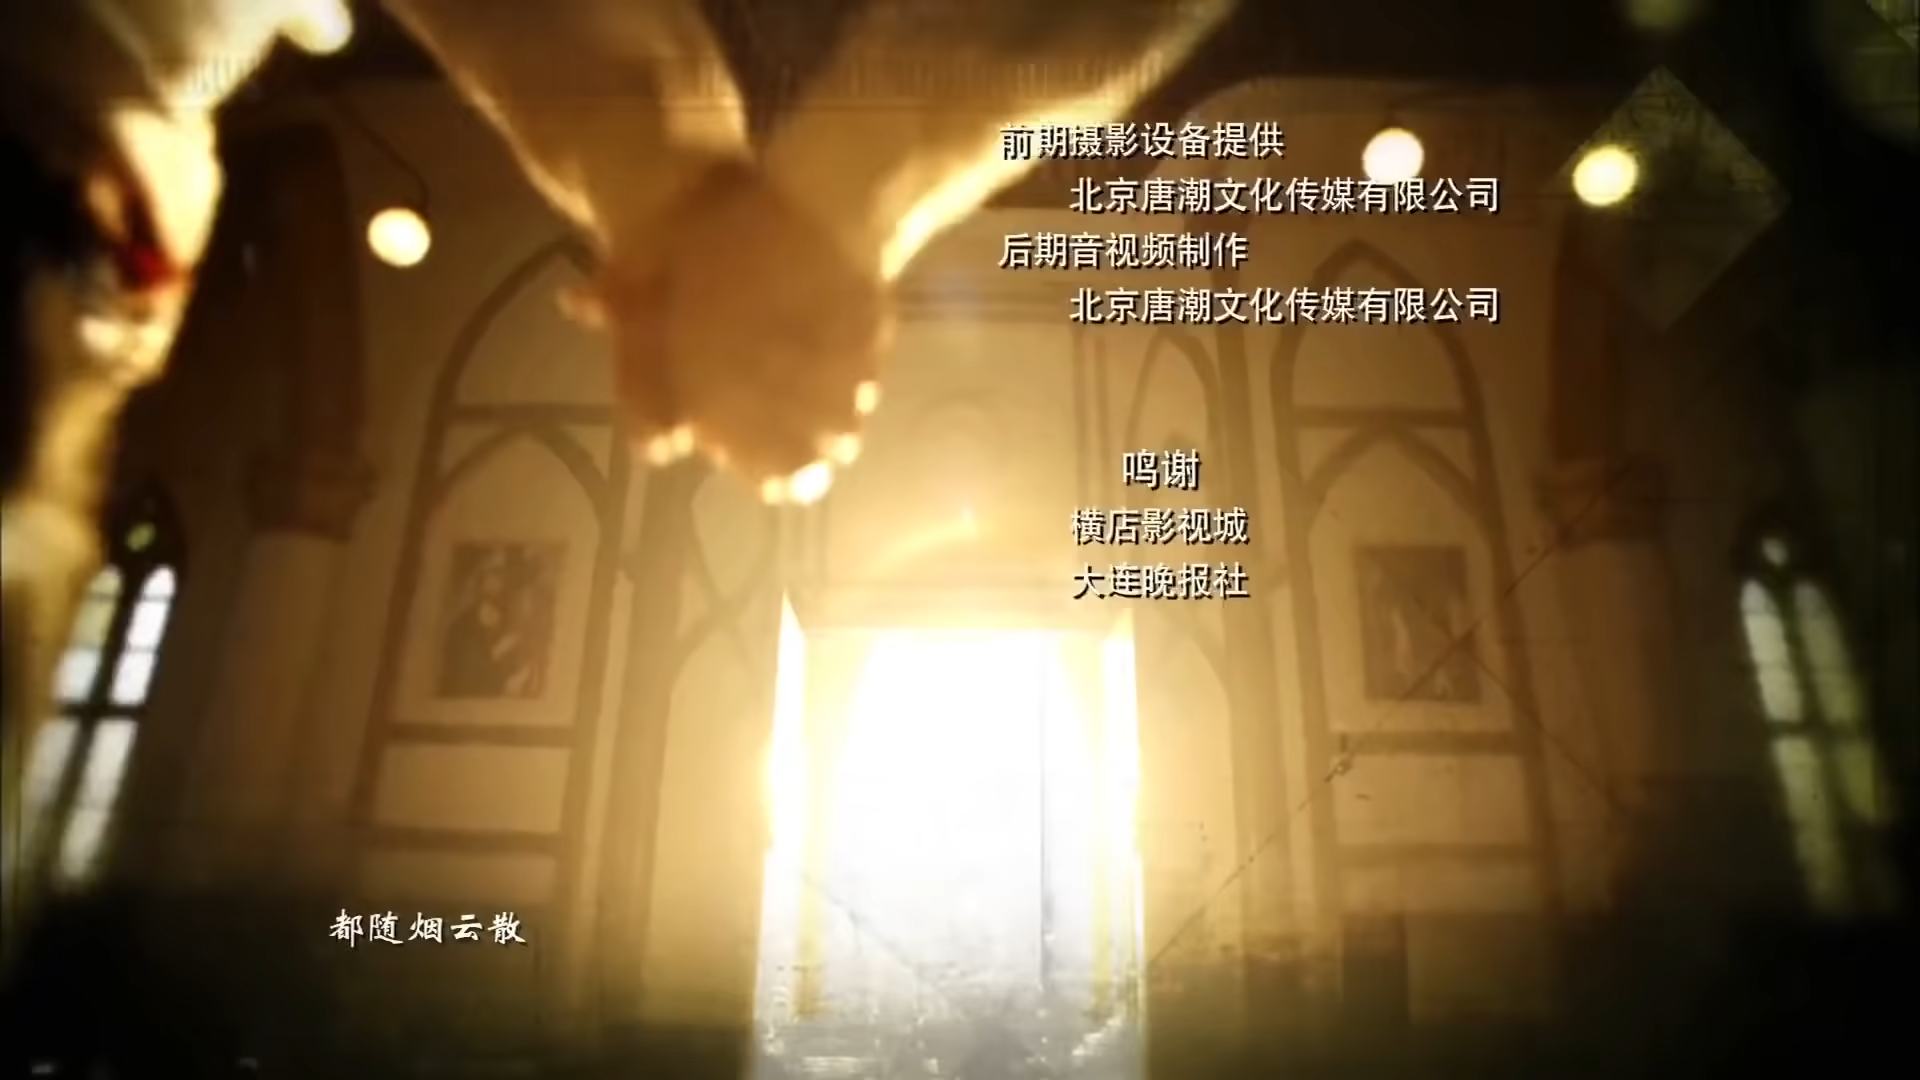 前期摄影设备提供
北京唐潮文化传媒有限公司
后期音视频制作
北京唐潮文化传媒有限公司
鸣谢
横店影视城
大连晚报社
都随烟云散